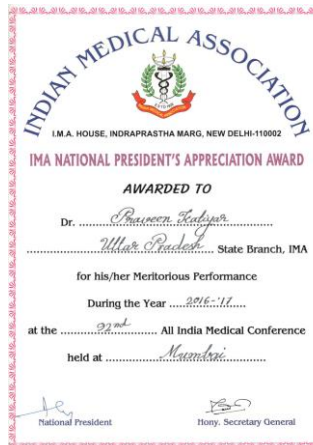 INDIAN MEDICAL ASSOCIATION
I.M.A. HOUSE, INDRAPRASTHA MARG, NEW DELHI-110002
IMA NATIONAL PRESIDENT'S APPRECIATION AWARD
AWARDED TO
Dr. Praveen Katiyar
Uttar Pradesh State Branch, IMA
for his/her Meritorious Performance
During the Year 2016-'17
at the 92nd All India Medical Conference
held at Mumbai
National President Hony. Secretary General